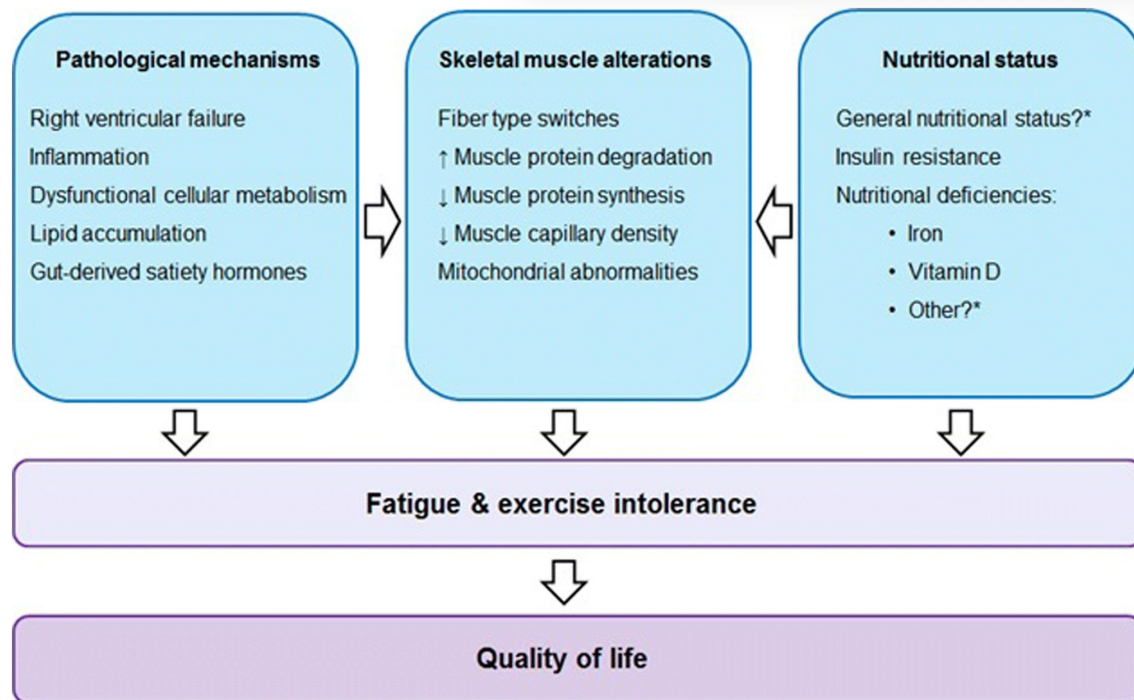 Pathological mechanisms
Right ventricular failure
Inflammation
Dysfunctional cellular metabolism
Lipid accumulation
Gut-derived satiety hormones
Skeletal muscle alterations
Fiber type switches
↑ Muscle protein degradation
↓ Muscle protein synthesis
↓ Muscle capillary density
Mitochondrial abnormalities
Nutritional status
General nutritional status?*
Insulin resistance
Nutritional deficiencies:
• Iron
• Vitamin D
• Other?*
Fatigue & exercise intolerance
Quality of life